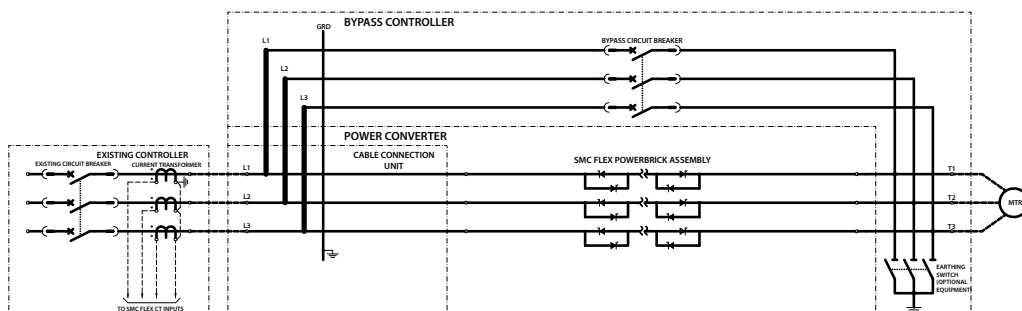 BYPASS CONTROLLER
GRD
L1
BYPASS CIRCUIT BREAKER
L2
L3
POWER CONVERTER
EXISTING CONTROLLER
CABLE CONNECTION
UNIT
SMC FLEX POWERBRICK ASSEMBLY
EXISTING CIRCUIT BREAKER
CURRENT TRANSFORMER
L1
T1
L2
T2
MTR
L3
T3
EARTHING
SWITCH
(OPTIONAL
EQUIPMENT)
TO SMC FLEX CT INPUTS